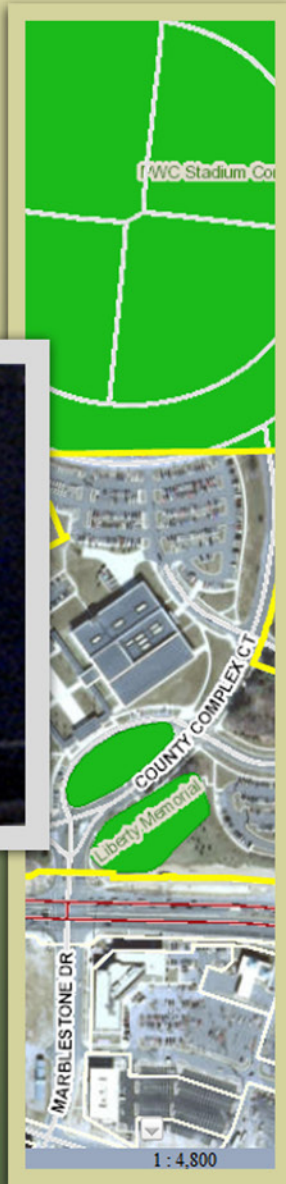 PWC Stadium Co
COUNTY COMPLEX CT
Liberty Memorial
MARBLESTONE DR
1 : 4,800